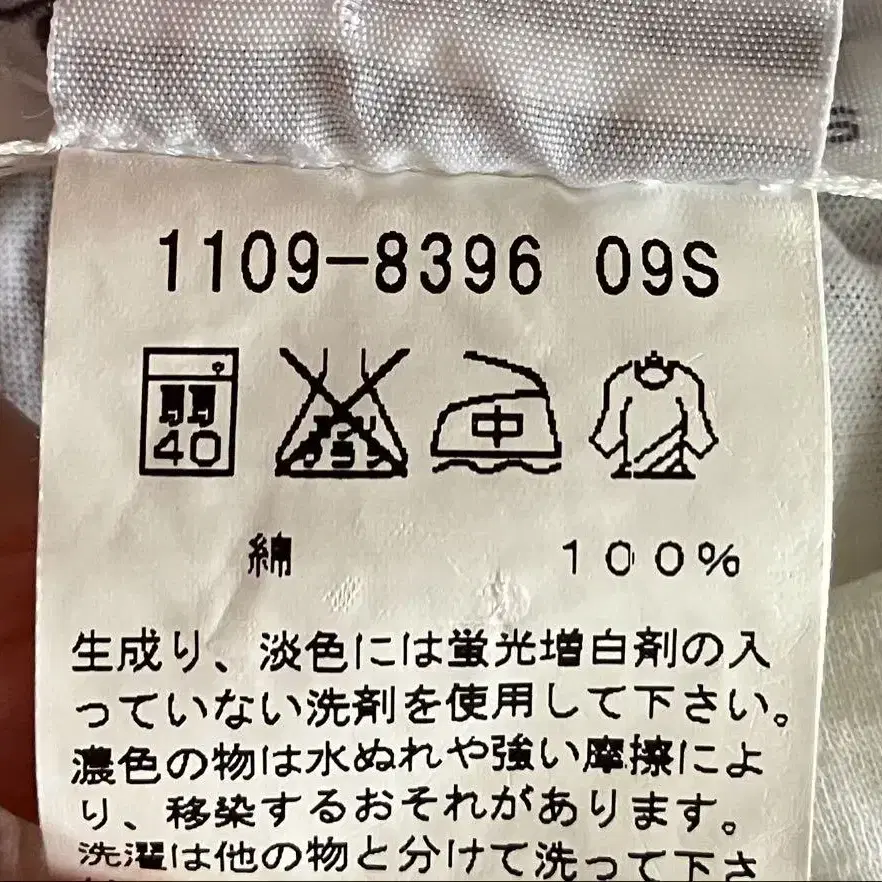 1109-8396 09S
弱
40
エンソ
サラシ
中
綿 100%
生成り、淡色には蛍光増白剤の入
っていない洗剤を使用して下さい。
濃色の物は水ぬれや強い摩擦によ
り、移染するおそれがあります。
洗濯は他の物と分けて洗って下さ